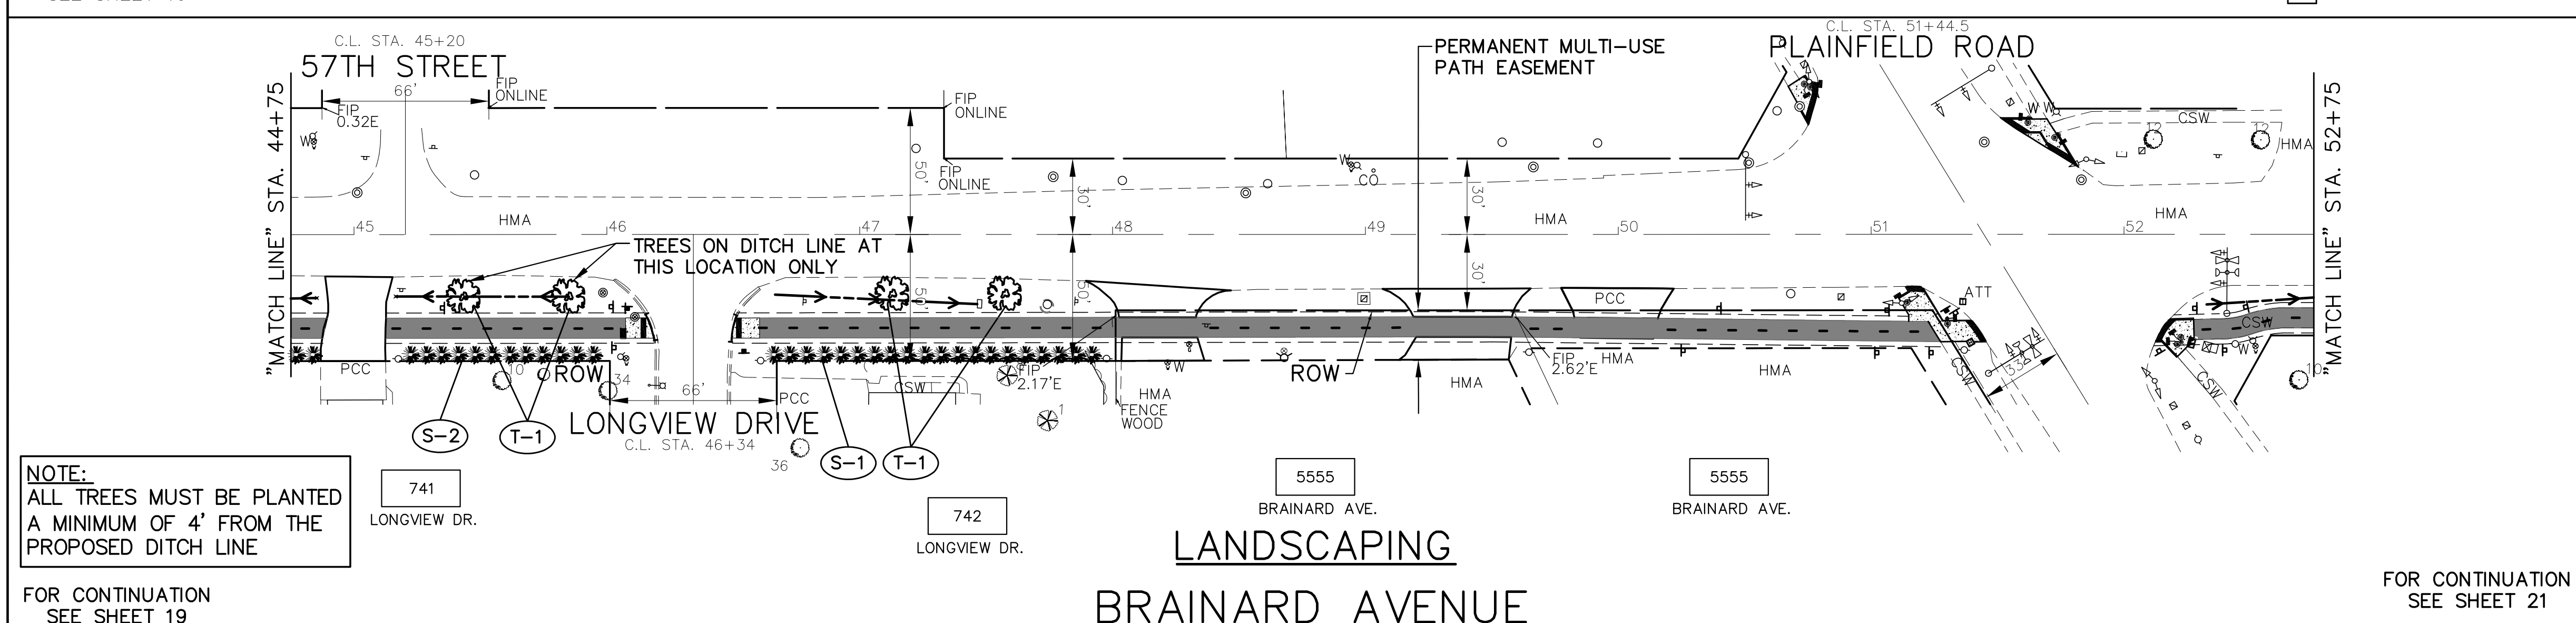 C.L. STA. 45+20
57TH STREET
66'
FIP
ONLINE
FIP
0.32E
W
"MATCH LINE" STA. 44+75
FIP
ONLINE
FIP
ONLINE
50'
30'
PERMANENT MULTI-USE
PATH EASEMENT
C.L. STA. 51+44.5
PLAINFIELD ROAD
W
CO
30'
W W
CSW
12
12
HMA
"MATCH LINE" STA. 52+75
HMA
HMA
HMA
45
46
47
48
49
50
51
52
TREES ON DITCH LINE AT
THIS LOCATION ONLY
50'
50'
30'
PCC
ATT
CSW
PCC
10
ROW
34
66'
PCC
CSW
FIP
2.17'E
1
HMA
FENCE
WOOD
W
ROW
HMA
FIP
2.62'E
HMA
HMA
CSW
33'
CSW
W
10
S-2
T-1
LONGVIEW DRIVE
C.L. STA. 46+34
36
S-1
T-1
NOTE:
ALL TREES MUST BE PLANTED
A MINIMUM OF 4' FROM THE
PROPOSED DITCH LINE
741
LONGVIEW DR.
742
LONGVIEW DR.
5555
BRAINARD AVE.
5555
BRAINARD AVE.
LANDSCAPING
BRAINARD AVENUE
FOR CONTINUATION
SEE SHEET 19
FOR CONTINUATION
SEE SHEET 21